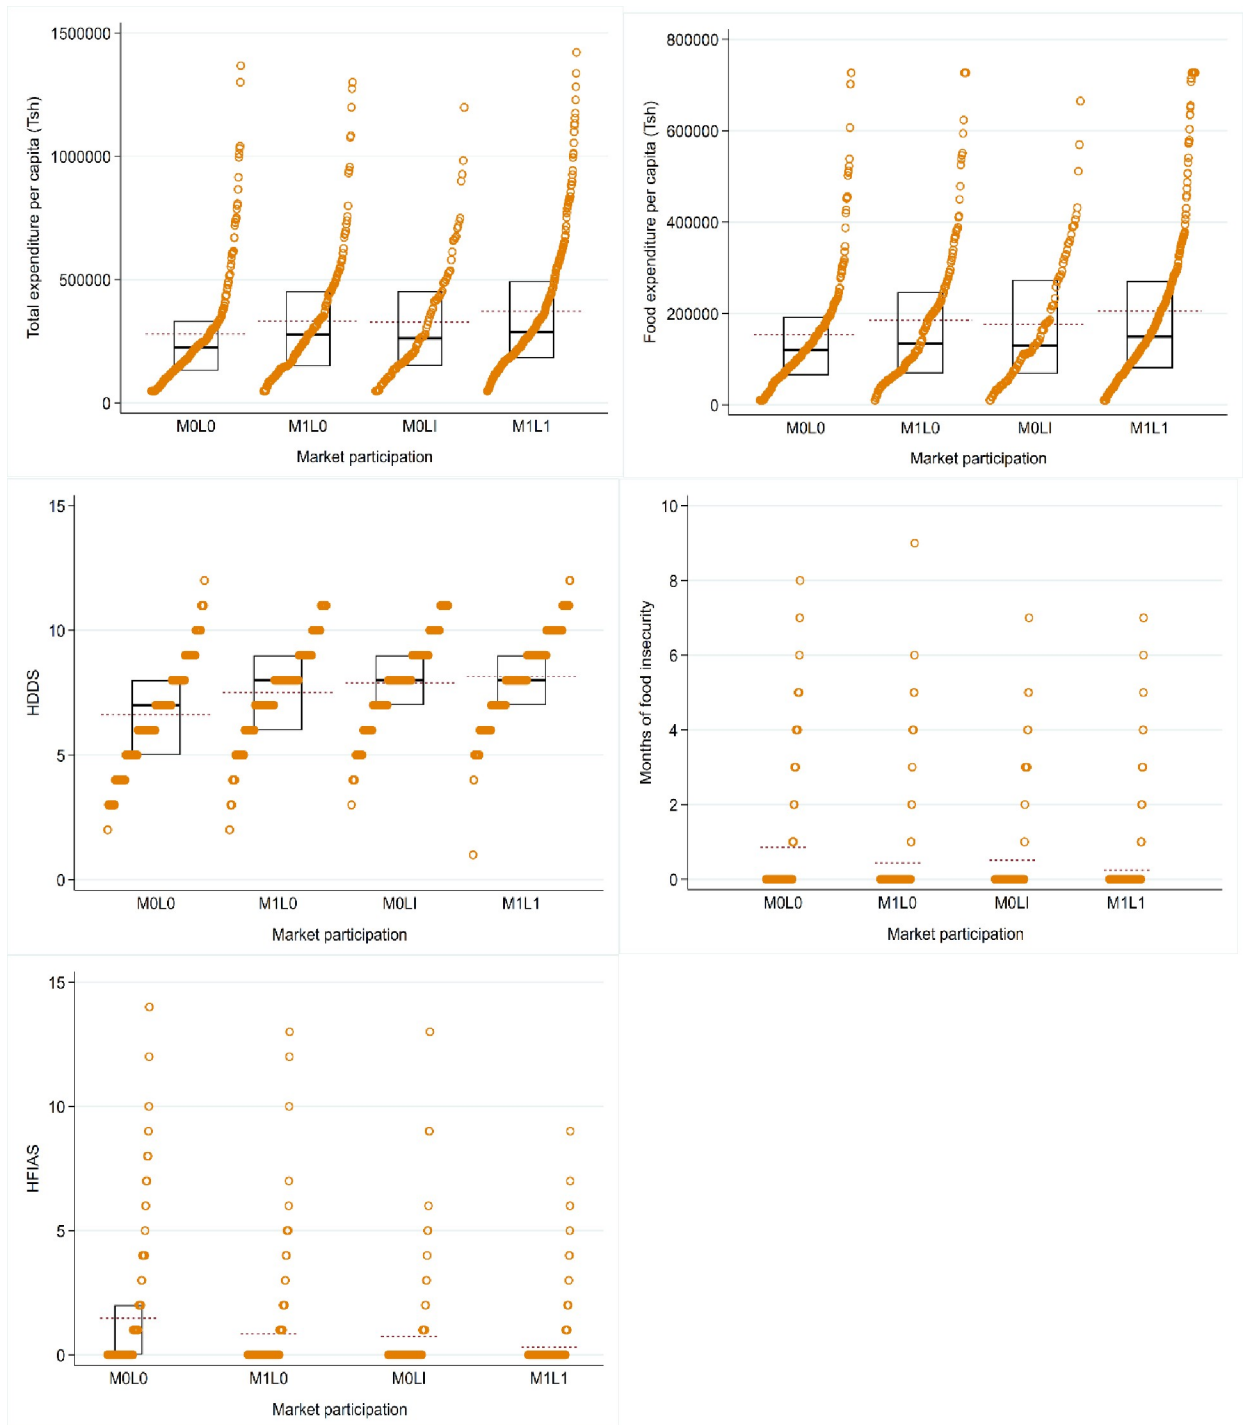 Total expenditure per capita (Tsh)
1500000
1000000
500000
0
M0L0 M1L0 M0LI M1L1
Market participation
Food expenditure per capita (Tsh)
800000
600000
400000
200000
0
M0L0 M1L0 M0LI M1L1
Market participation
HDDS
15
10
5
0
M0L0 M1L0 M0LI M1L1
Market participation
Months of food insecurity
10
8
6
4
2
0
M0L0 M1L0 M0LI M1L1
Market participation
HFIAS
15
10
5
0
M0L0 M1L0 M0LI M1L1
Market participation